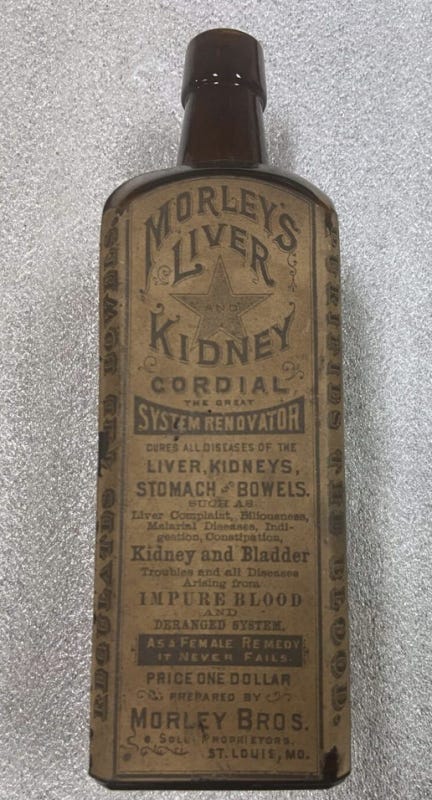 MORLEY'S
LIVER
AND
KIDNEY
CORDIAL,
THE GREAT
SYSTEM RENOVATOR
CURES ALL DISEASES OF THE
LIVER, KIDNEYS,
STOMACH AND BOWELS.
SUCH AS
Liver Complaint, Biliousness,
Malarial Diseases, Indi-
gestion, Constipation,
Kidney and Bladder
Troubles and all Diseases
Arising from
IMPURE BLOOD
AND
DERANGED SYSTEM.
AS A FEMALE REMEDY
IT NEVER FAILS.
PRICE ONE DOLLAR
PREPARED BY
MORLEY BROS.
SOLE PROPRIETORS.
ST. LOUIS, MO.
REGULATES THE BOWELS
PURIFIES THE BLOOD.